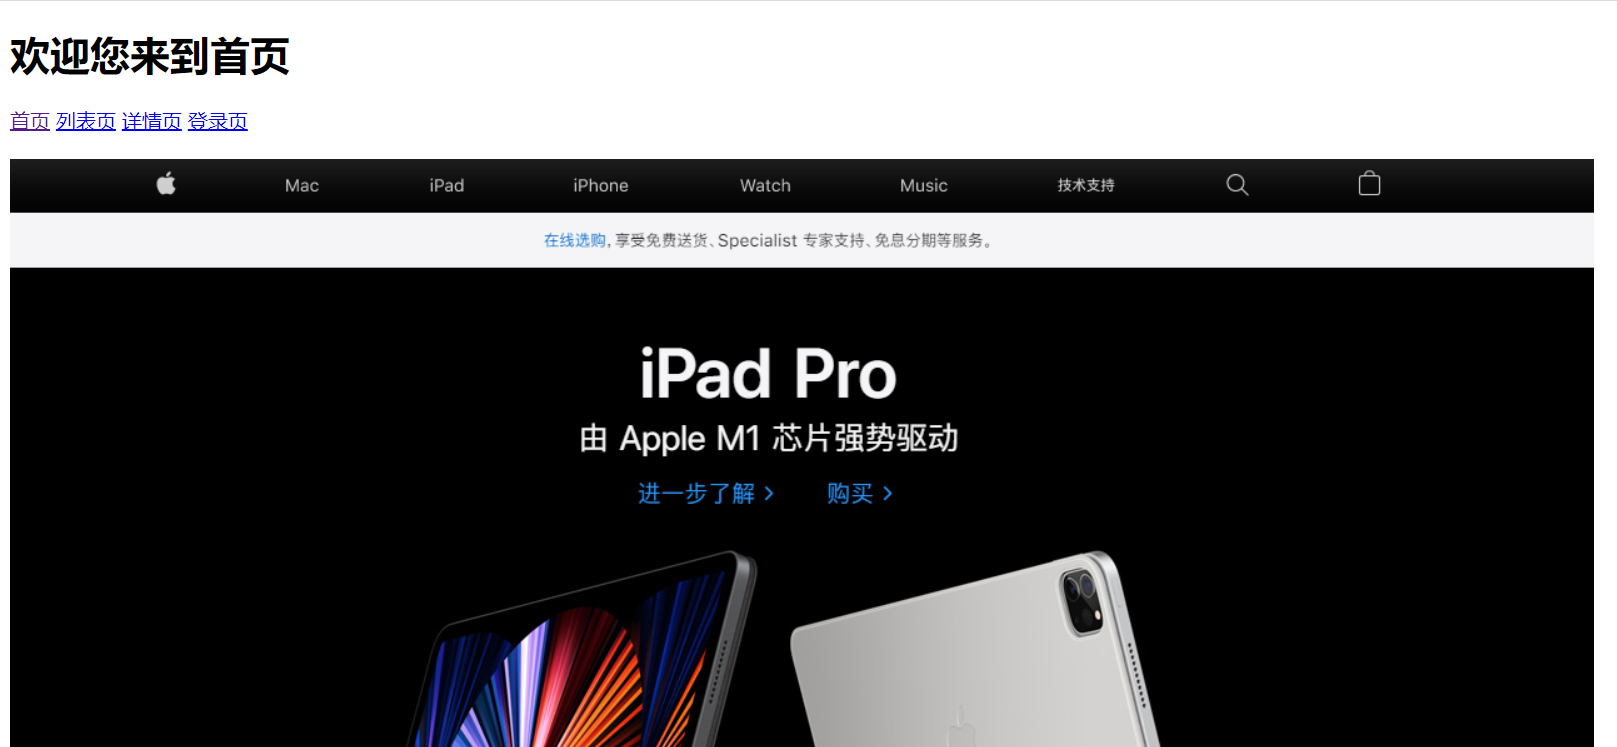 欢迎您来到首页
首页 列表页 详情页 登录页
Mac iPad iPhone Watch Music 技术支持
在线选购，享受免费送货、Specialist 专家支持、免息分期等服务。
iPad Pro
由 Apple M1 芯片强势驱动
进一步了解 > 购买 >